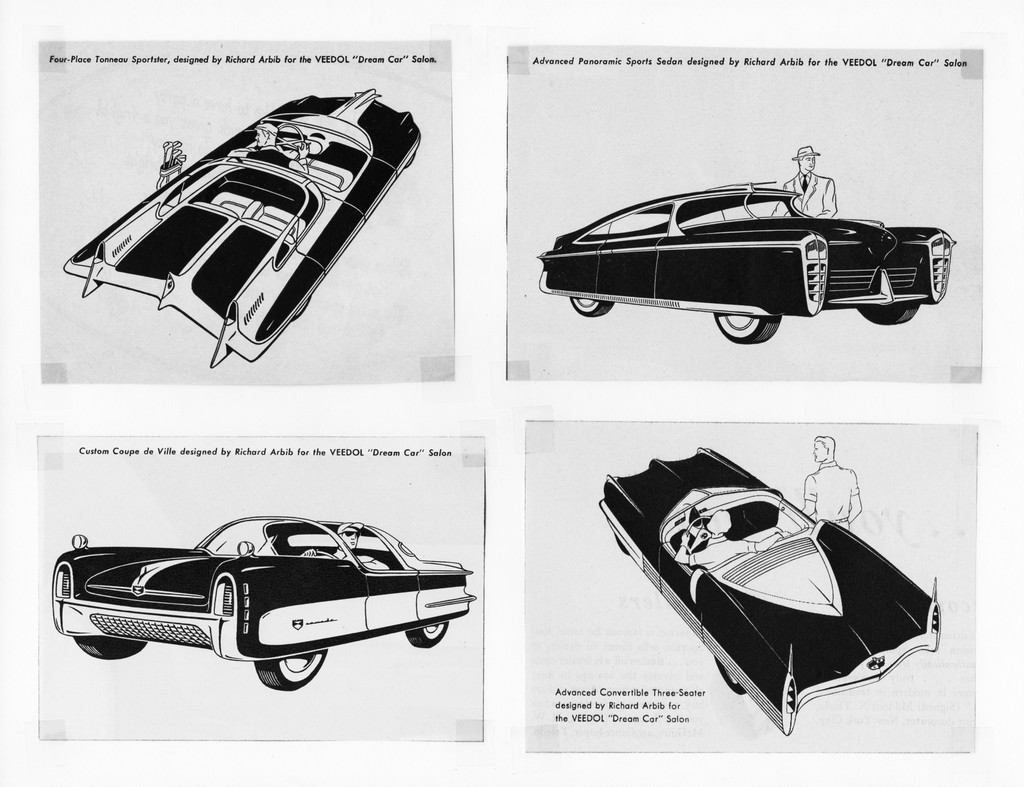 Four-Place Tonneau Sportster, designed by Richard Arbib for the VEEDOL "Dream Car" Salon.
Advanced Panoramic Sports Sedan designed by Richard Arbib for the VEEDOL "Dream Car" Salon
Custom Coupe de Ville designed by Richard Arbib for the VEEDOL "Dream Car" Salon
Advanced Convertible Three-Seater
designed by Richard Arbib for
the VEEDOL "Dream Car" Salon